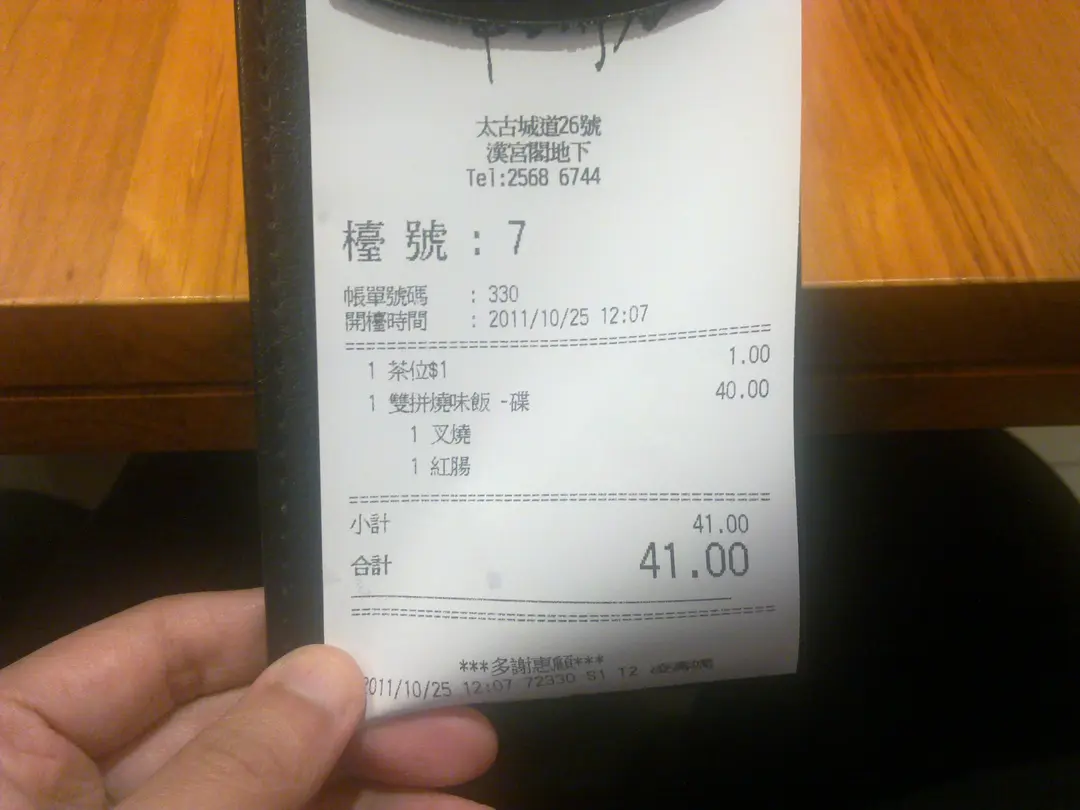 太古城道26號
漢宮閣地下
Tel:2568 6744
檯號 : 7
帳單號碼 : 330
開檯時間 : 2011/10/25 12:07
1 茶位$1 1.00
1 雙拼燒味飯 -碟 40.00
1 叉燒
1 紅腸
小計 41.00
合計 41.00
***多謝惠顧***
2011/10/25 12:07 72330 S1 T2